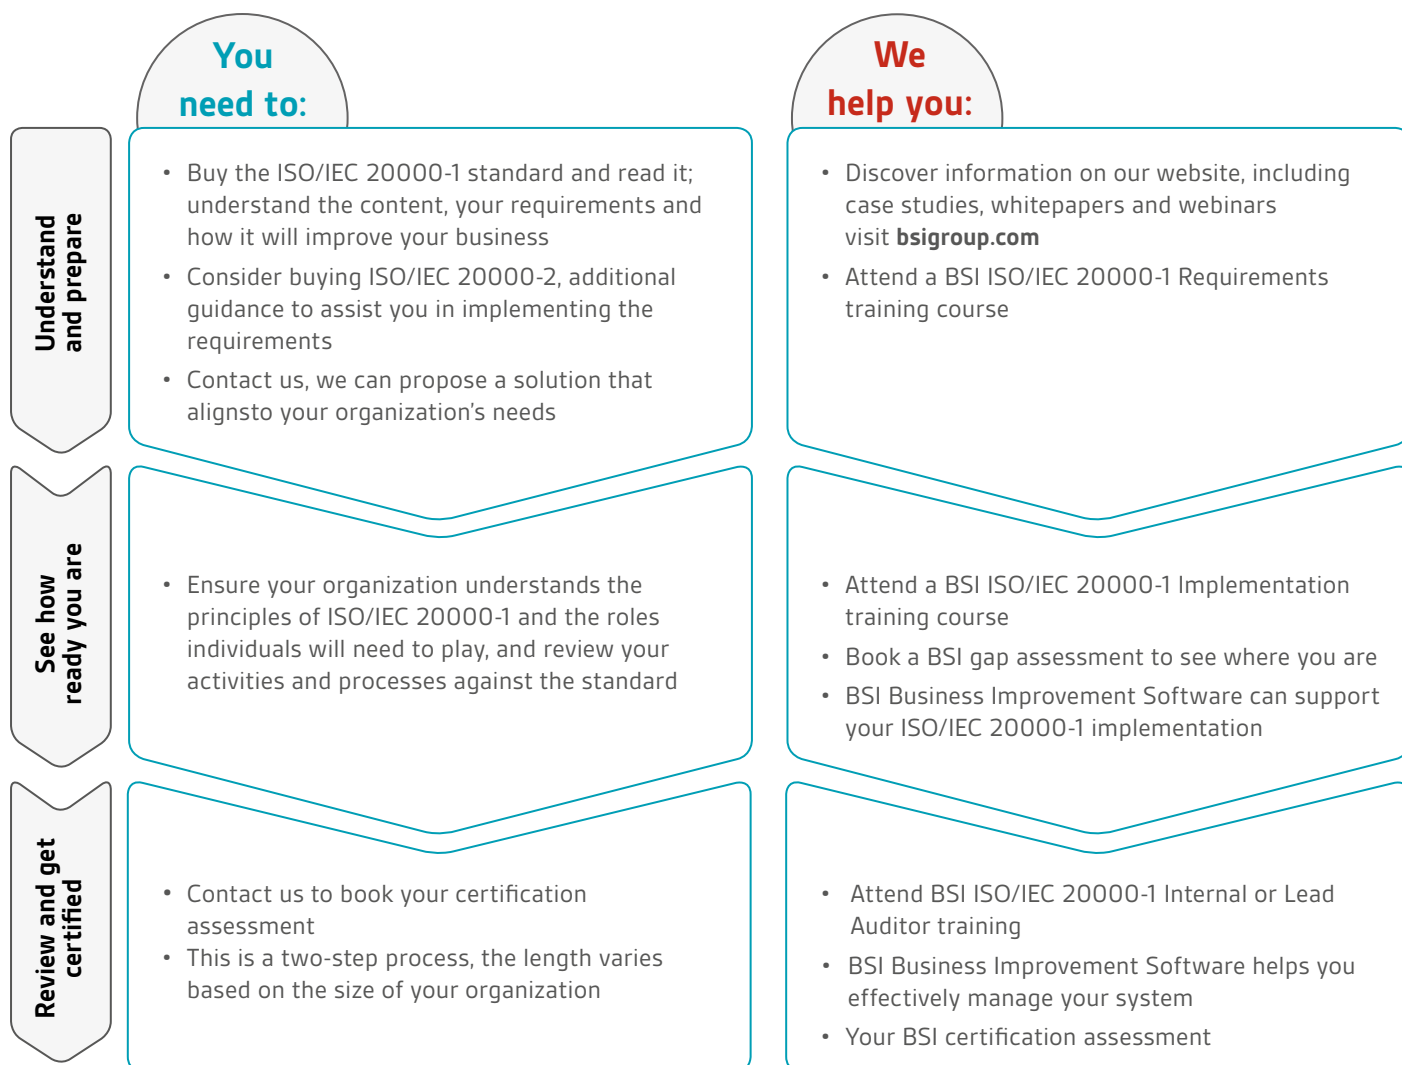 You
need to:
We
help you:
Understand
and prepare
• Buy the ISO/IEC 20000-1 standard and read it;
understand the content, your requirements and
how it will improve your business
• Consider buying ISO/IEC 20000-2, additional
guidance to assist you in implementing the
requirements
• Contact us, we can propose a solution that
alignsto your organization’s needs
• Discover information on our website, including
case studies, whitepapers and webinars
visit bsigroup.com
• Attend a BSI ISO/IEC 20000-1 Requirements
training course
See how
ready you are
• Ensure your organization understands the
principles of ISO/IEC 20000-1 and the roles
individuals will need to play, and review your
activities and processes against the standard
• Attend a BSI ISO/IEC 20000-1 Implementation
training course
• Book a BSI gap assessment to see where you are
• BSI Business Improvement Software can support
your ISO/IEC 20000-1 implementation
Review and get
certified
• Contact us to book your certification
assessment
• This is a two-step process, the length varies
based on the size of your organization
• Attend BSI ISO/IEC 20000-1 Internal or Lead
Auditor training
• BSI Business Improvement Software helps you
effectively manage your system
• Your BSI certification assessment